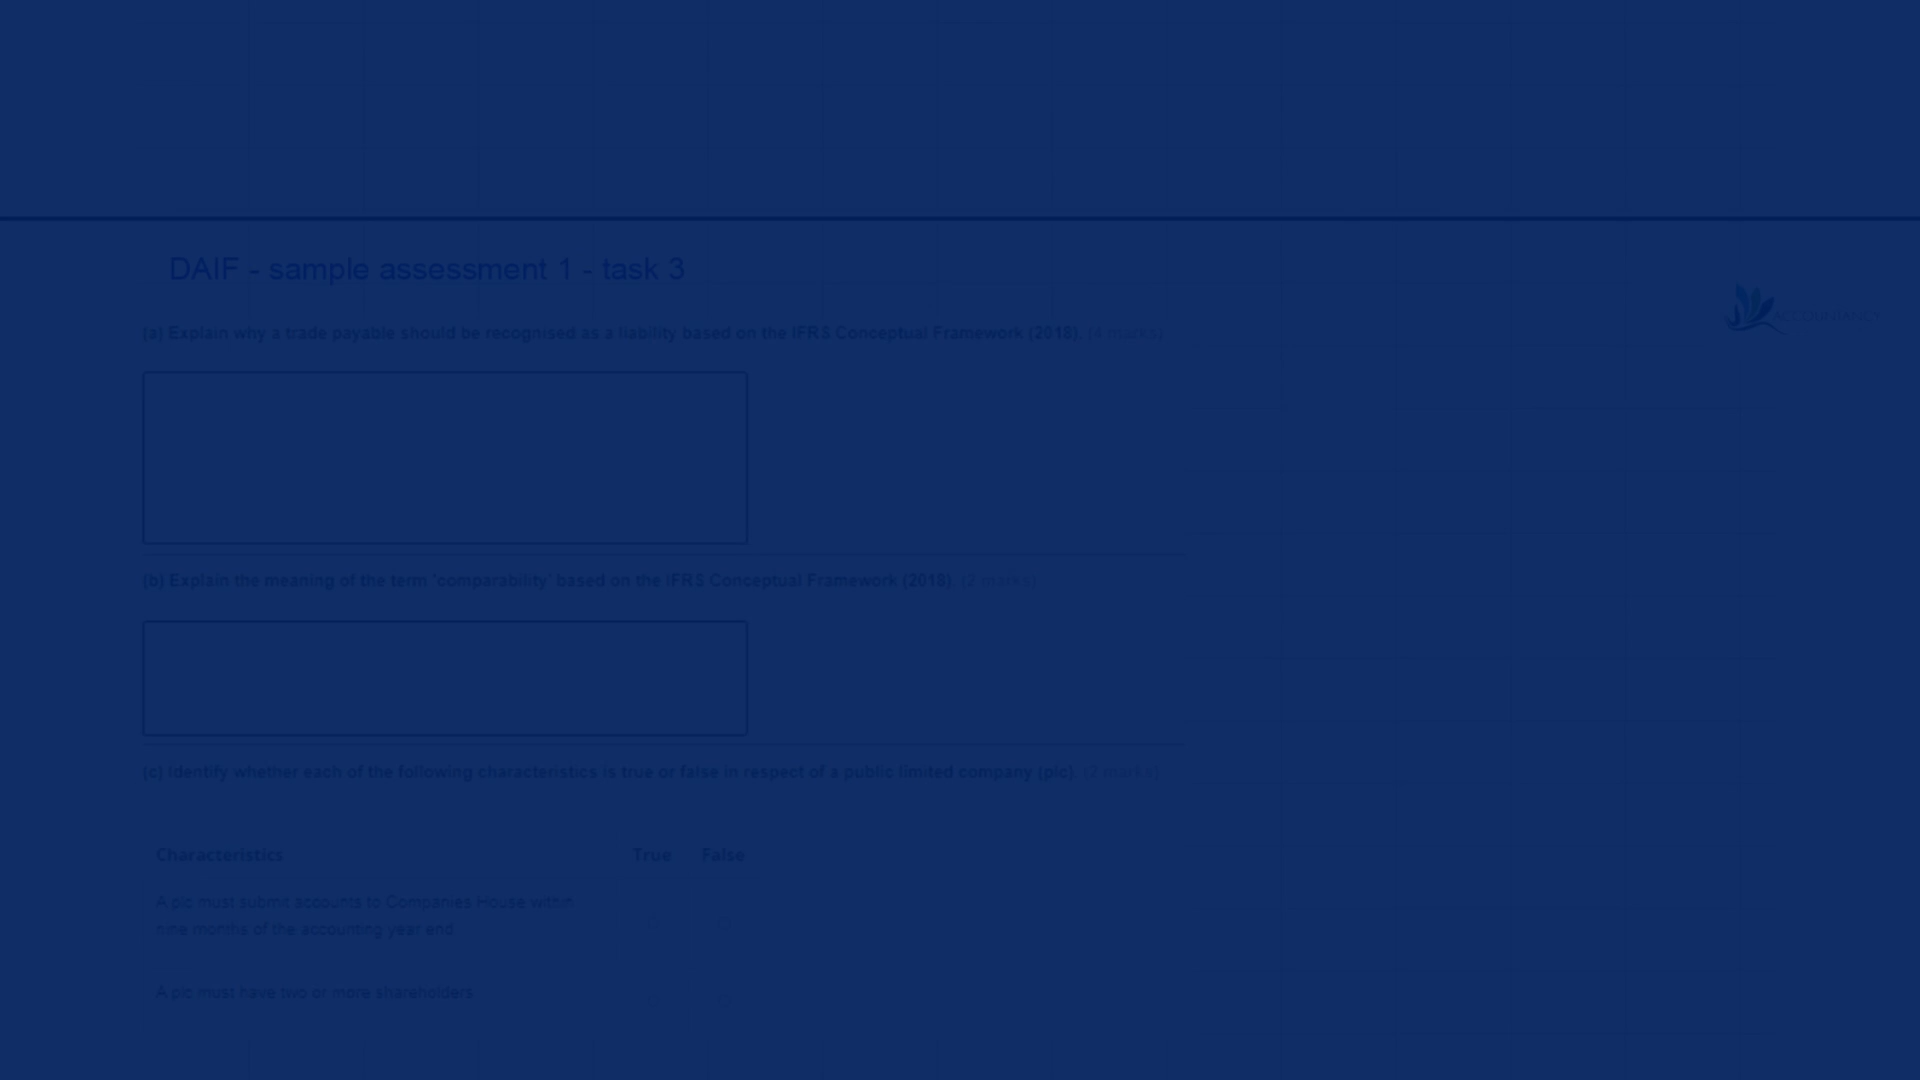 DAIF - sample assessment 1 - task 3
(a) Explain why a trade payable should be recognised as a liability based on the IFRS Conceptual Framework (2018). (4 marks)
ACCOUNTANCY
(b) Explain the meaning of the term 'comparability' based on the IFRS Conceptual Framework (2018). (2 marks)
(c) Identify whether each of the following characteristics is true or false in respect of a public limited company (plc). (2 marks)
Characteristics True False
A plc must submit accounts to Companies House within
nine months of the accounting year end
A plc must have two or more shareholders